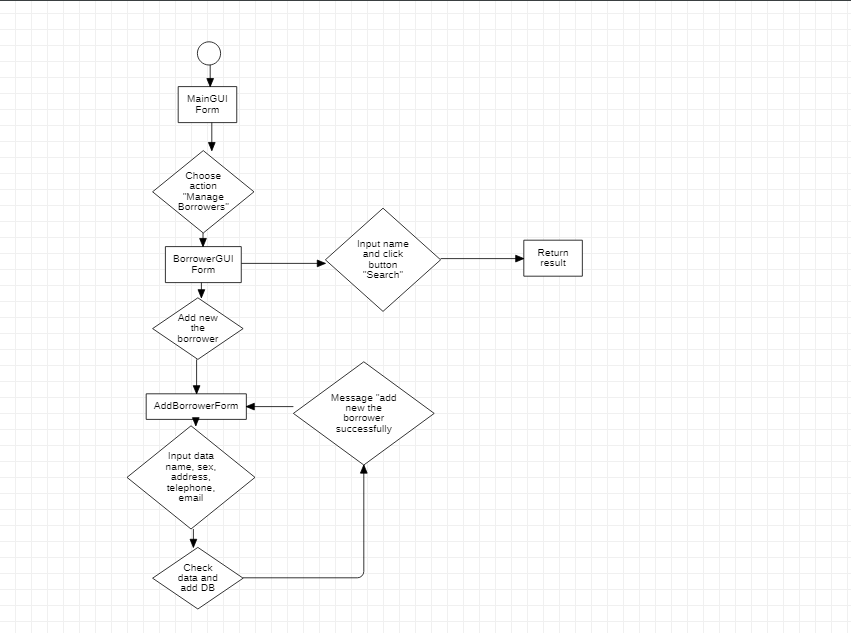 MainGUI
Form
Choose
action
"Manage
Borrowers"
BorrowerGUI
Form
Input name
and click
button
"Search"
Return
result
Add new
the
borrower
AddBorrowerForm
Message "add
new the
borrower
successfully
Input data
name, sex,
address,
telephone,
email
Check
data and
add DB